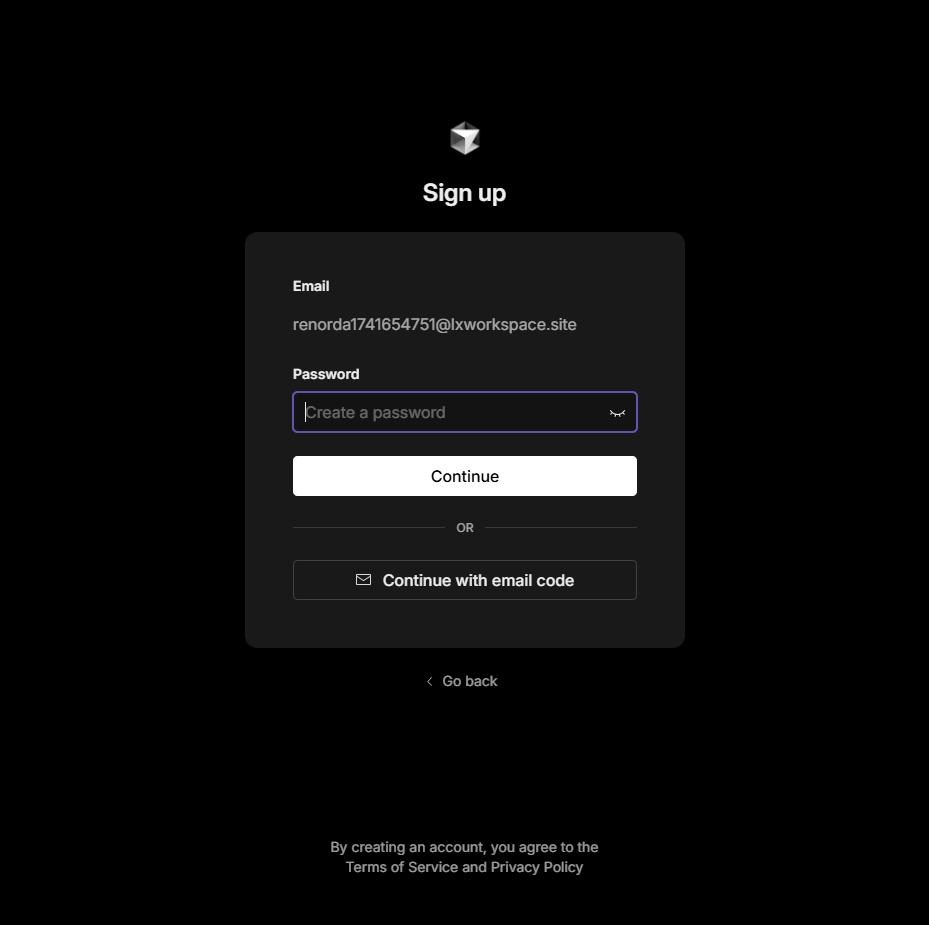 Sign up
Email
renorda1741654751@lxworkspace.site
Password
Create a password
Continue
OR
Continue with email code
Go back
By creating an account, you agree to the
Terms of Service and Privacy Policy